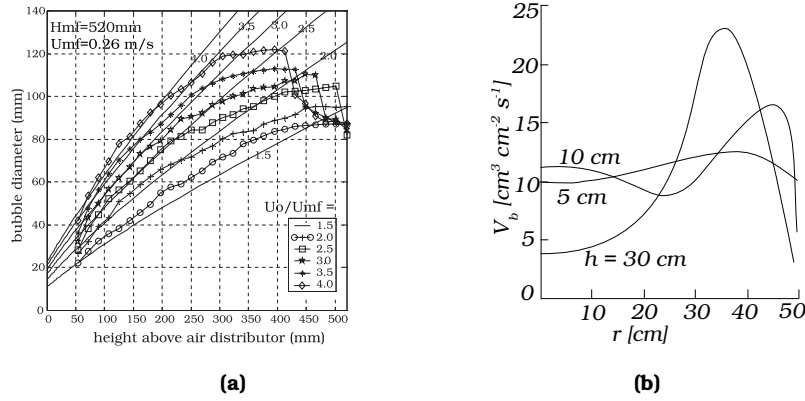 140
120
100
80
60
40
20
0
bubble diameter (mm)
Hmf=520mm
Umf=0.26 m/s
3.5
3.0
2.5
4.0
2.0
1.5
Uo/Umf =
1.5
2.0
2.5
3.0
3.5
4.0
0 50 100 150 200 250 300 350 400 450 500
height above air distributor (mm)
(a)
25
20
15
10
5
0
V_b [cm³ cm⁻² s⁻¹]
10 cm
5 cm
h = 30 cm
10 20 30 40 50
r [cm]
(b)